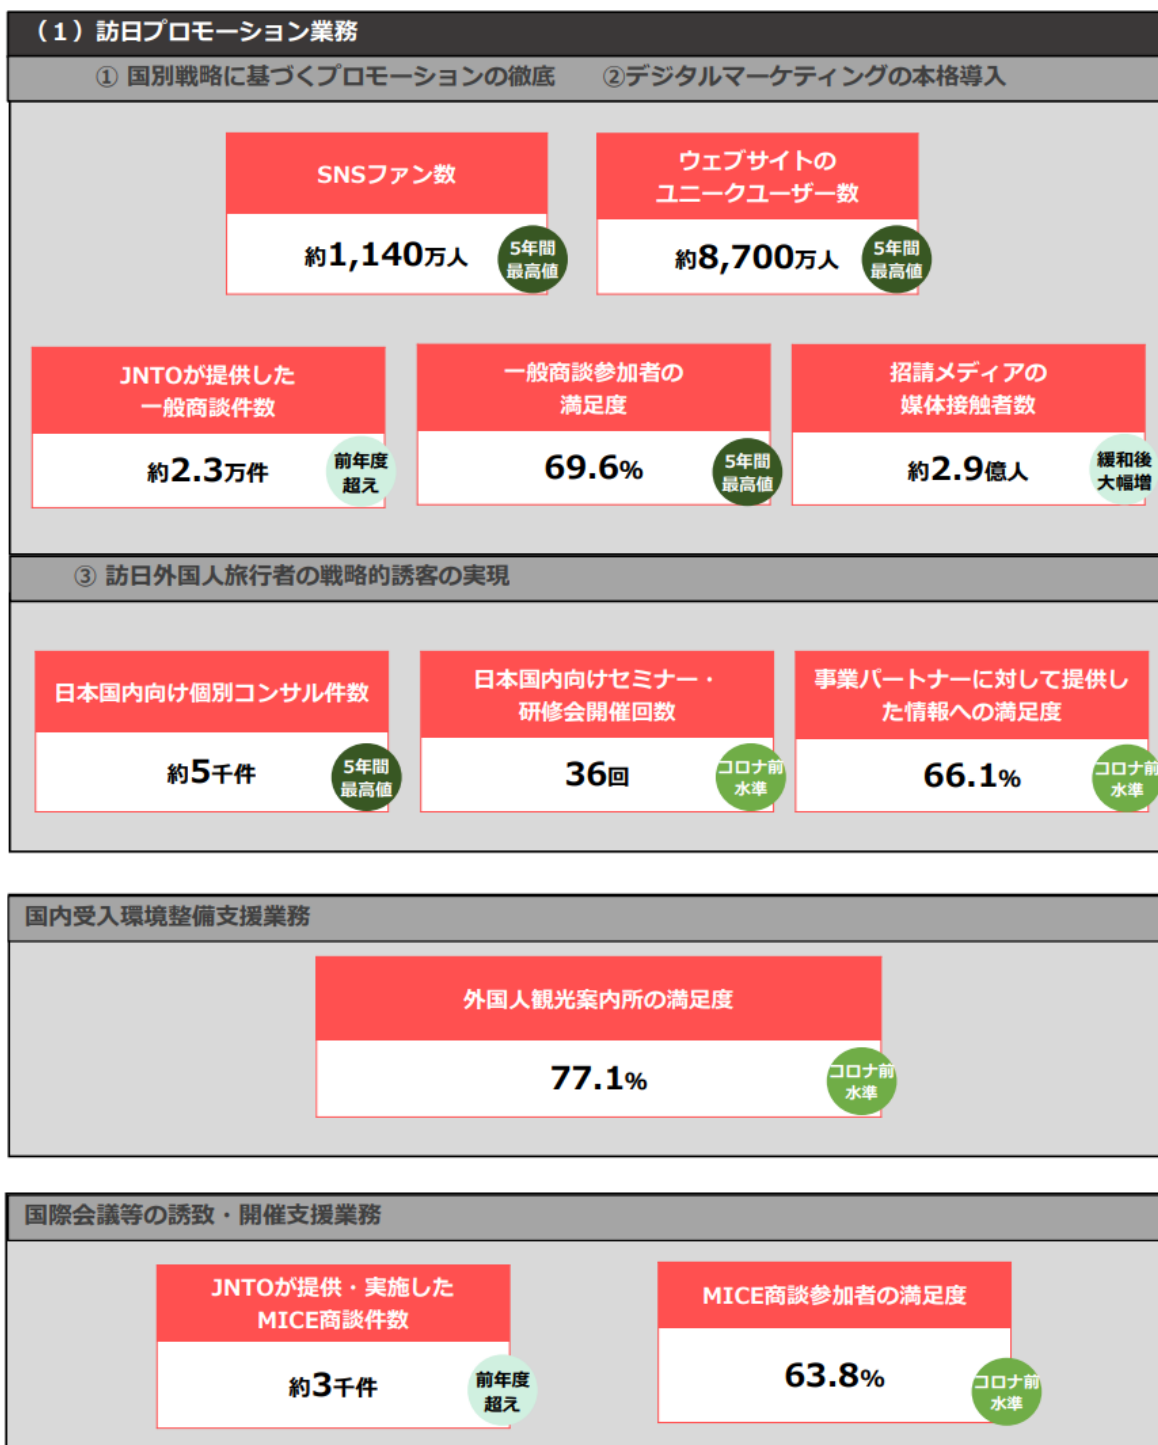 （１）訪日プロモーション業務
① 国別戦略に基づくプロモーションの徹底　②デジタルマーケティングの本格導入
SNSファン数
約1,140万人
5年間
最高値
ウェブサイトの
ユニークユーザー数
約8,700万人
5年間
最高値
JNTOが提供した
一般商談件数
約2.3万件
前年度
超え
一般商談参加者の
満足度
69.6%
5年間
最高値
招請メディアの
媒体接触者数
約2.9億人
緩和後
大幅増
③ 訪日外国人旅行者の戦略的誘客の実現
日本国内向け個別コンサル件数
約5千件
5年間
最高値
日本国内向けセミナー・
研修会開催回数
36回
コロナ前
水準
事業パートナーに対して提供し
た情報への満足度
66.1%
コロナ前
水準
国内受入環境整備支援業務
外国人観光案内所の満足度
77.1%
コロナ前
水準
国際会議等の誘致・開催支援業務
JNTOが提供・実施した
MICE商談件数
約3千件
前年度
超え
MICE商談参加者の満足度
63.8%
コロナ前
水準